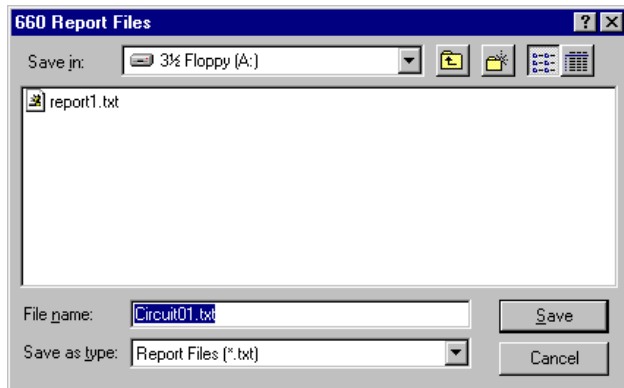 660 Report Files
Save in: 3½ Floppy (A:)
report1.txt
File name: Circuit01.txt Save
Save as type: Report Files (*.txt) Cancel